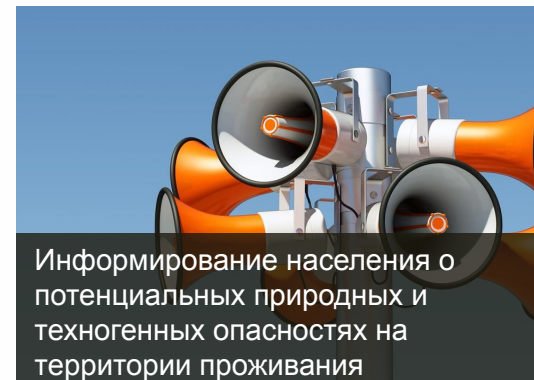 Информирование населения о
потенциальных природных и
техногенных опасностях на
территории проживания